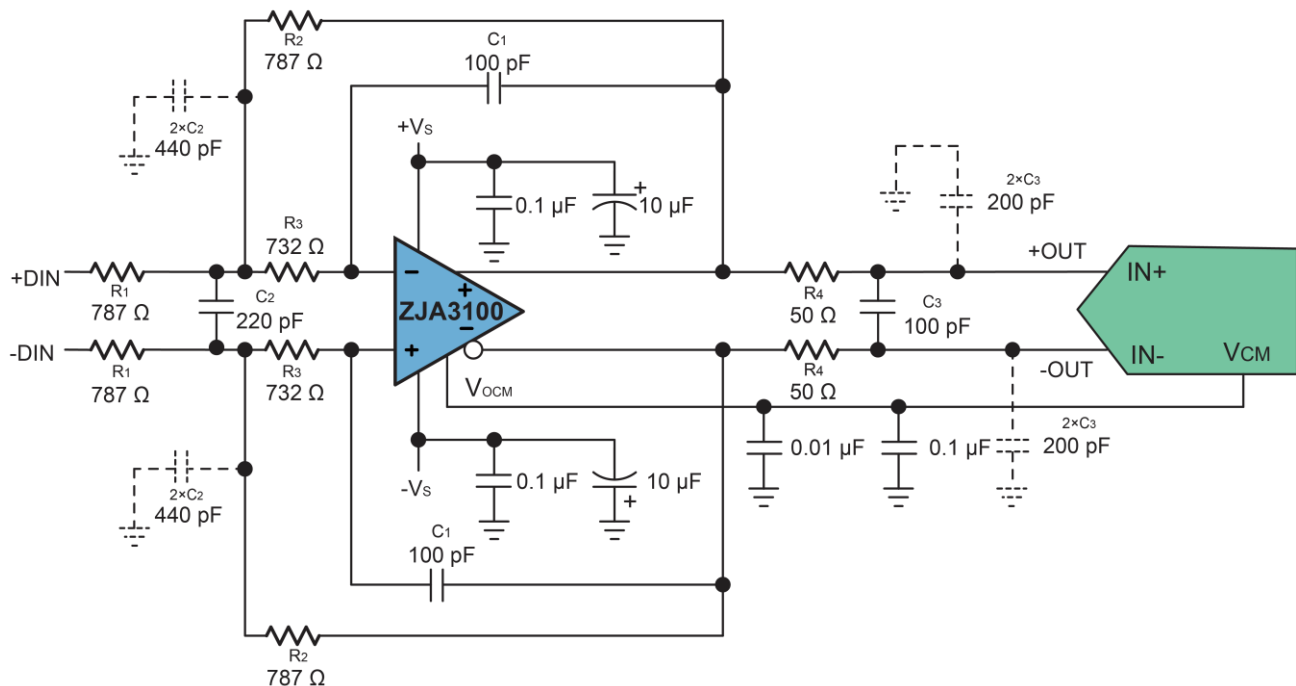 R2
787 Ω
C1
100 pF
2×C2
440 pF
+VS
0.1 µF
+
10 µF
2×C3
200 pF
R3
732 Ω
+DIN
R1
787 Ω
C2
220 pF
−
+
ZJA3100
−
+
R4
50 Ω
+OUT
IN+
C3
100 pF
-DIN
R1
787 Ω
R3
732 Ω
VOCM
R4
50 Ω
-OUT
IN-
VCM
0.01 µF
0.1 µF
2×C3
200 pF
2×C2
440 pF
-VS
0.1 µF
10 µF
+
C1
100 pF
R2
787 Ω